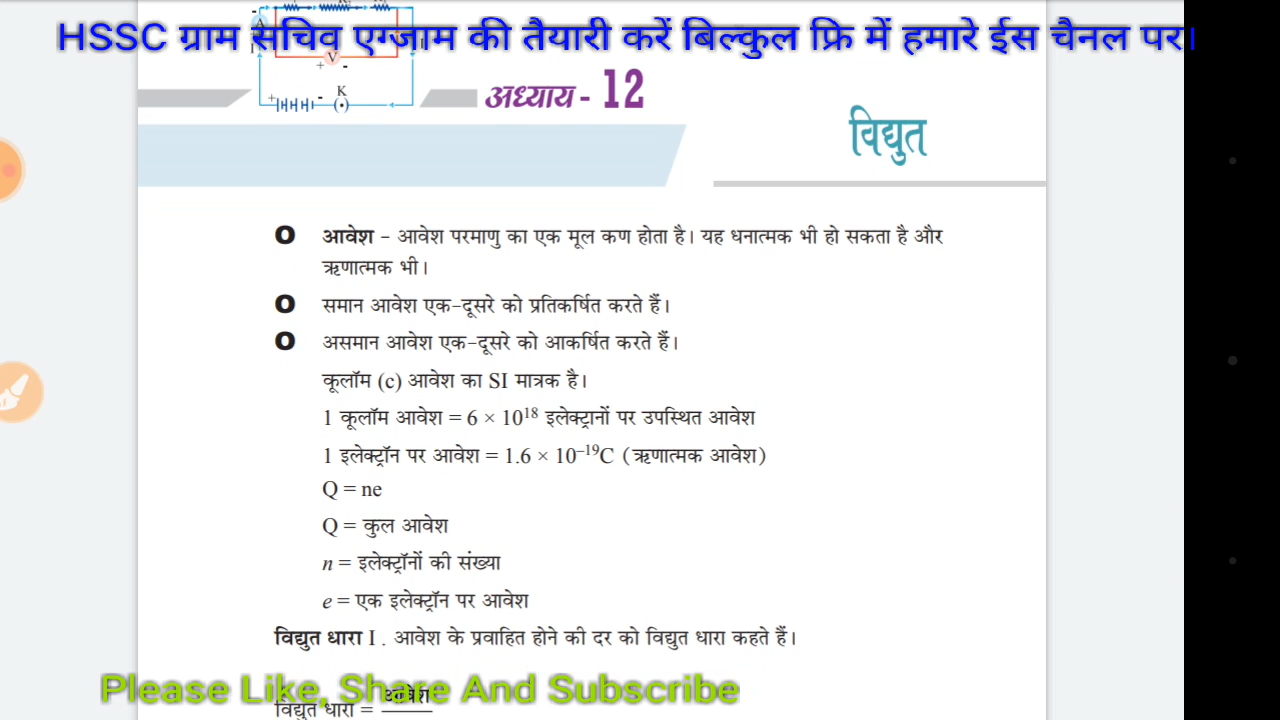 HSSC ग्राम सचिव एग्जाम की तैयारी करें बिल्कुल फ्रि में हमारे ईस चैनल पर।
A
V
+ -
+ - K
अध्याय - 12
विद्युत
O आवेश - आवेश परमाणु का एक मूल कण होता है। यह धनात्मक भी हो सकता है और
ऋणात्मक भी।
O समान आवेश एक-दूसरे को प्रतिकर्षित करते हैं।
O असमान आवेश एक-दूसरे को आकर्षित करते हैं।
कूलॉम (c) आवेश का SI मात्रक है।
1 कूलॉम आवेश = 6 × 10¹⁸ इलेक्ट्रानों पर उपस्थित आवेश
1 इलेक्ट्रॉन पर आवेश = 1.6 × 10⁻¹⁹C (ऋणात्मक आवेश)
Q = ne
Q = कुल आवेश
n = इलेक्ट्रॉनों की संख्या
e = एक इलेक्ट्रॉन पर आवेश
विद्युत धारा I . आवेश के प्रवाहित होने की दर को विद्युत धारा कहते हैं।
आवेश
विद्युत धारा =
Please Like, Share And Subscribe